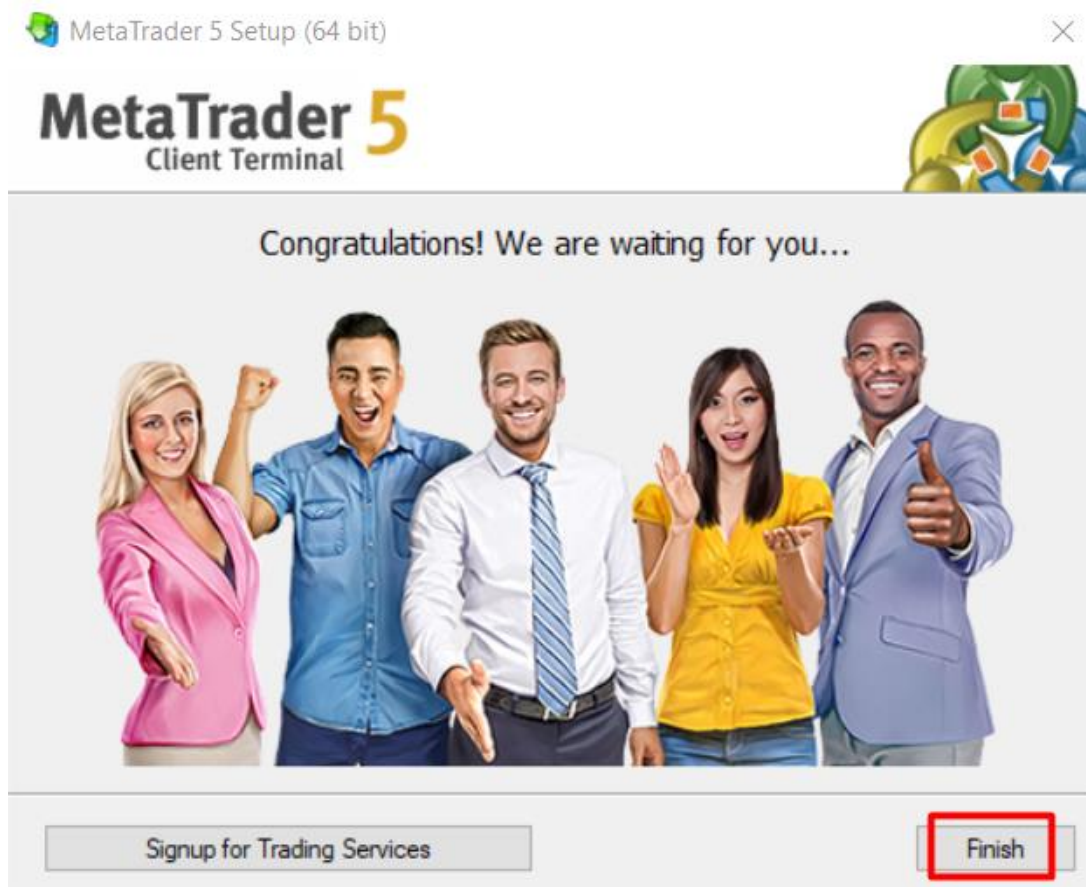 MetaTrader 5 Setup (64 bit)
MetaTrader 5
Client Terminal
Congratulations! We are waiting for you...
Signup for Trading Services
Finish